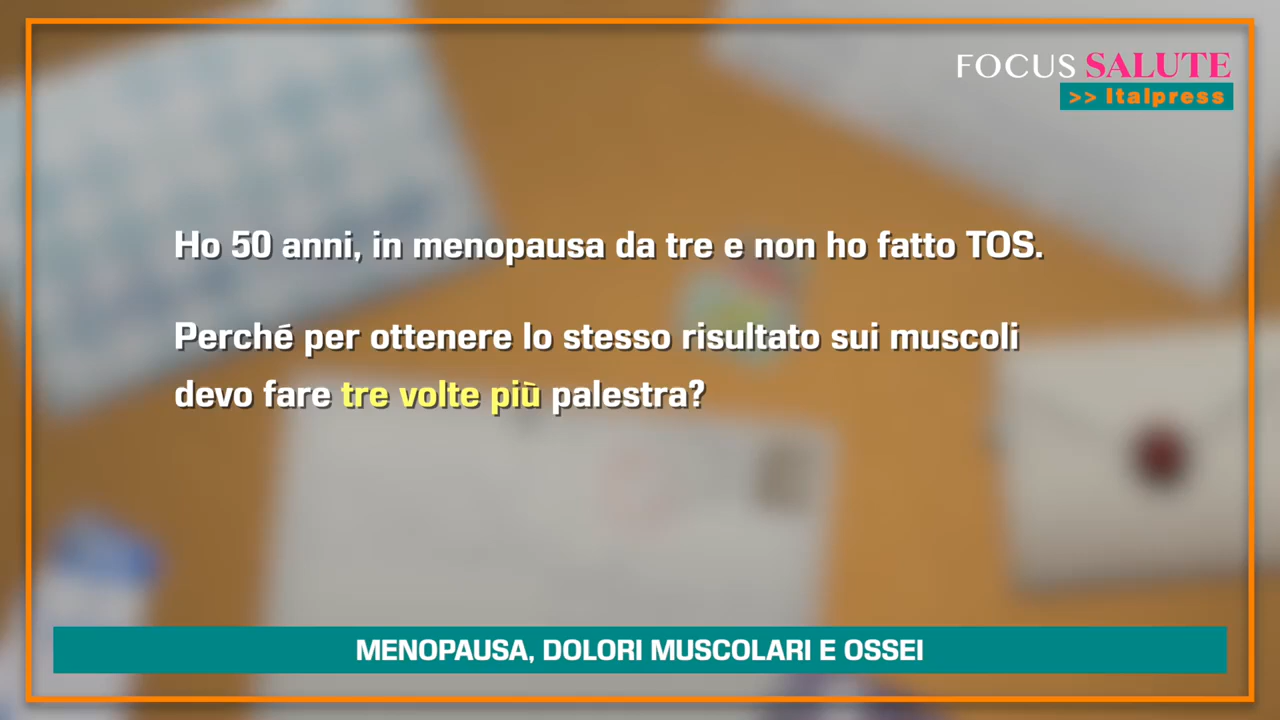 FOCUS SALUTE
>> Italpress
Ho 50 anni, in menopausa da tre e non ho fatto TOS.
Perché per ottenere lo stesso risultato sui muscoli
devo fare tre volte più palestra?
MENOPAUSA, DOLORI MUSCOLARI E OSSEI